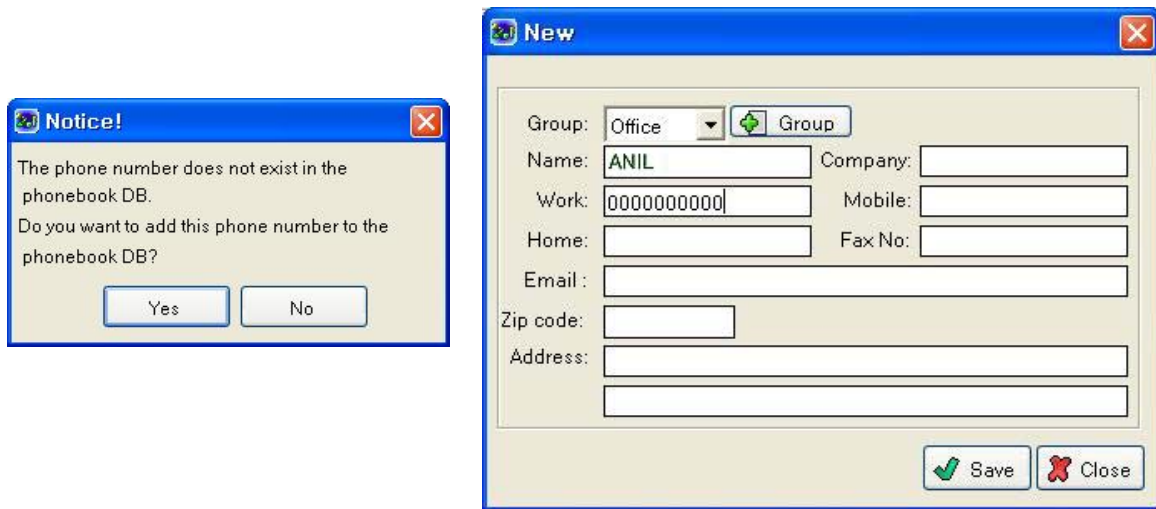 Notice!
The phone number does not exist in the
phonebook DB.
Do you want to add this phone number to the
phonebook DB?
Yes No
New
Group: Office Group
Name: ANIL Company:
Work: 0000000000 Mobile:
Home: Fax No:
Email :
Zip code:
Address:
Save Close